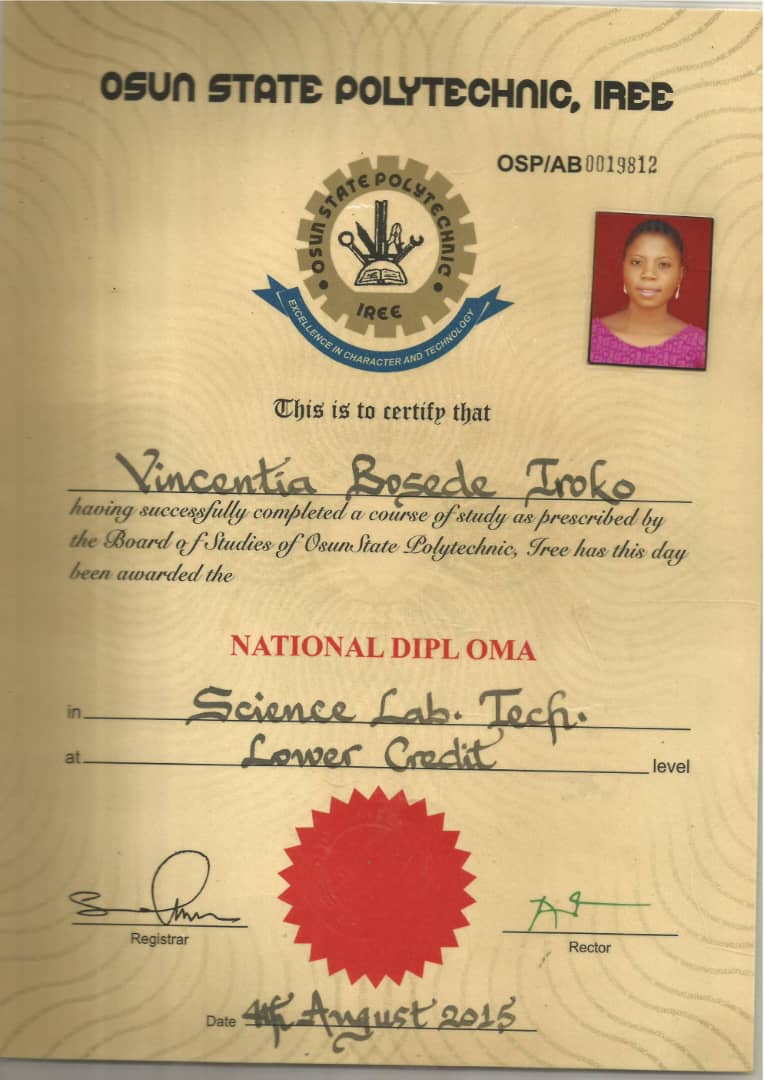 OSUN STATE POLYTECHNIC, IREE
OSP/AB 0019812
OSUN STATE POLYTECHNIC
IREE
EXCELLENCE IN CHARACTER AND TECHNOLOGY
This is to certify that
Vincentia Bosede Iroko
having successfully completed a course of study as prescribed by
the Board of Studies of OsunState Polytechnic, Iree has this day
been awarded the
NATIONAL DIPL OMA
in Science Lab. Tech.
at Lower Credit level
Registrar
Rector
Date 4th August 2015